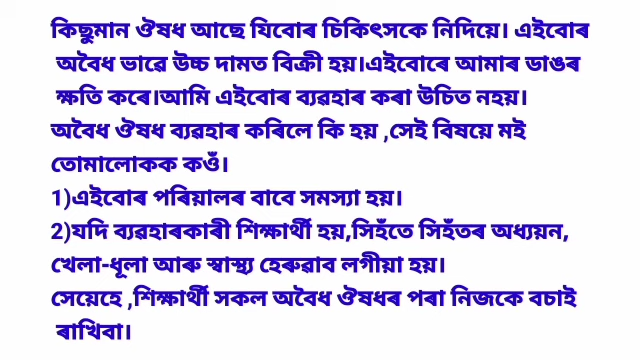 কিছুমান ঔষধ আছে যিবোৰ চিকিৎসকে নিদিয়ে। এইবোৰ
অবৈধ ভাৱে উচ্চ দামত বিক্ৰী হয়।এইবোৰে আমাৰ ডাঙৰ
ক্ষতি কৰে।আমি এইবোৰ ব্যৱহাৰ কৰা উচিত নহয়।
অবৈধ ঔষধ ব্যৱহাৰ কৰিলে কি হয় ,সেই বিষয়ে মই
তোমালোকক কওঁ।
1)এইবোৰ পৰিয়ালৰ বাবে সমস্যা হয়।
2)যদি ব্যৱহাৰকাৰী শিক্ষাৰ্থী হয়,সিহঁতে সিহঁতৰ অধ্যয়ন,
খেলা-ধূলা আৰু স্বাস্থ্য হেৰুৱাব লগীয়া হয়।
সেয়েহে ,শিক্ষাৰ্থী সকল অবৈধ ঔষধৰ পৰা নিজকে বচাই
ৰাখিবা।